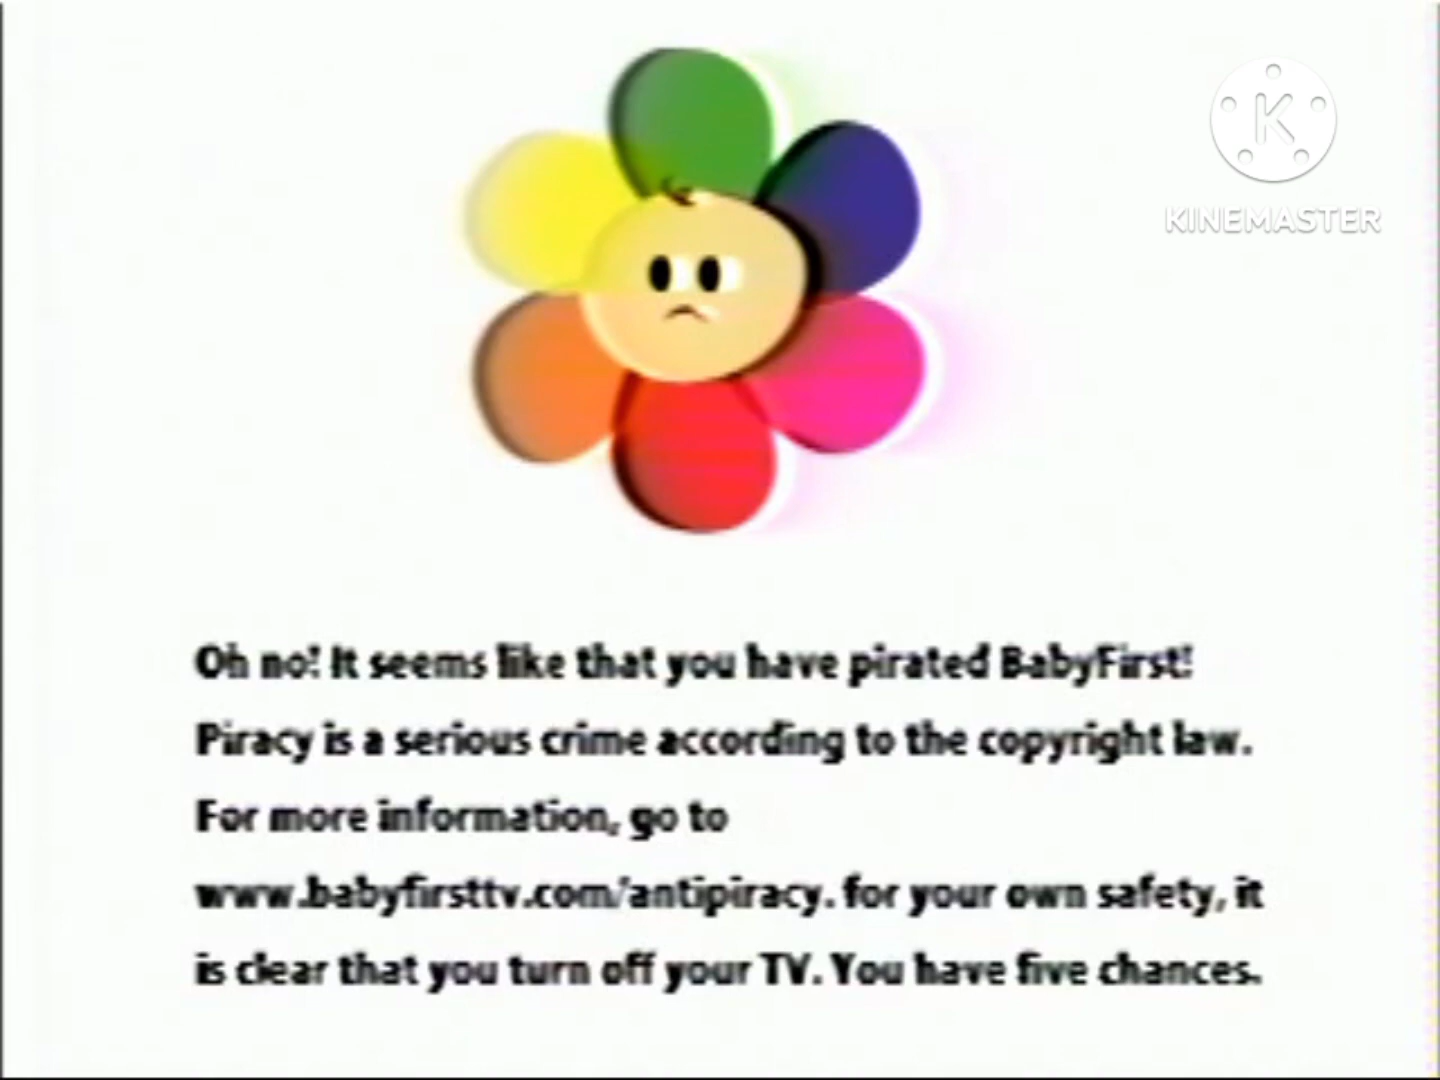 K
KINEMASTER
Oh no! It seems like that you have pirated BabyFirst!
Piracy is a serious crime according to the copyright law.
For more information, go to
www.babyfirsttv.com/antipiracy. for your own safety, it
is clear that you turn off your TV. You have five chances.